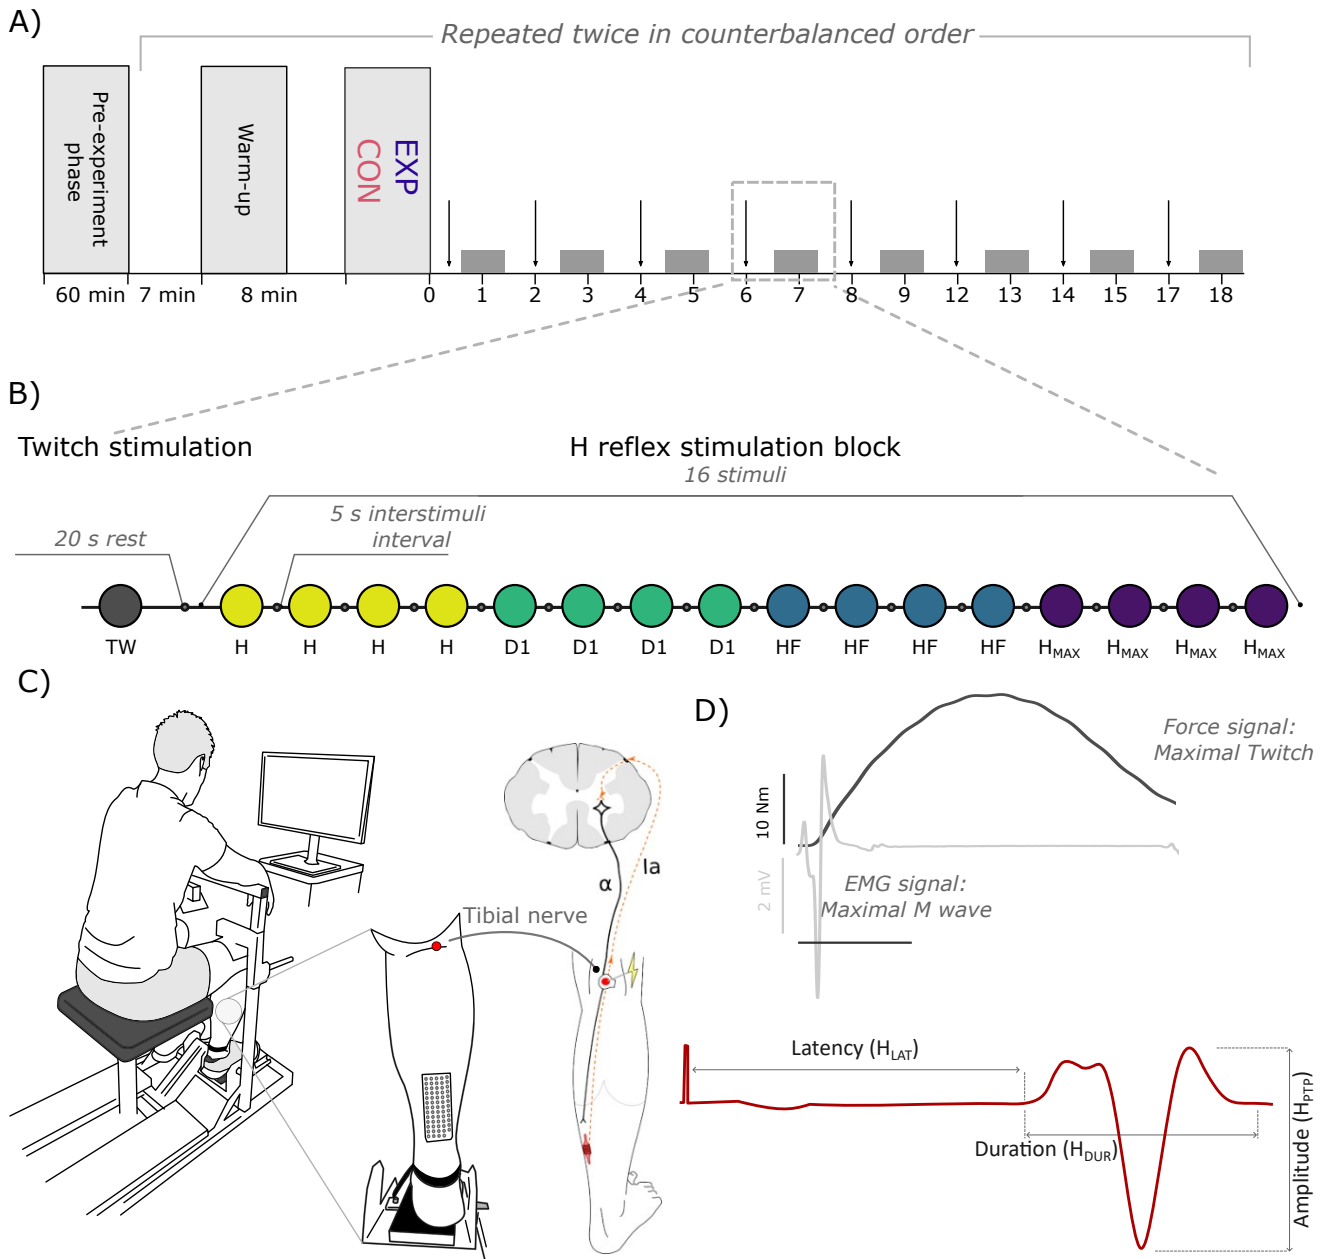 A)
Repeated twice in counterbalanced order
Pre-experiment
phase
Warm-up
EXP
CON
60 min 7 min 8 min 0 1 2 3 4 5 6 7 8 9 12 13 14 15 17 18
B)
Twitch stimulation
H reflex stimulation block
16 stimuli
5 s interstimuli
interval
20 s rest
TW H H H H D1 D1 D1 D1 HF HF HF HF HMAX HMAX HMAX HMAX
C)
Tibial nerve
α
Ia
D)
Force signal:
Maximal Twitch
10 Nm
2 mV
EMG signal:
Maximal M wave
Latency (HLAT)
Duration (HDUR)
Amplitude (HPTP)